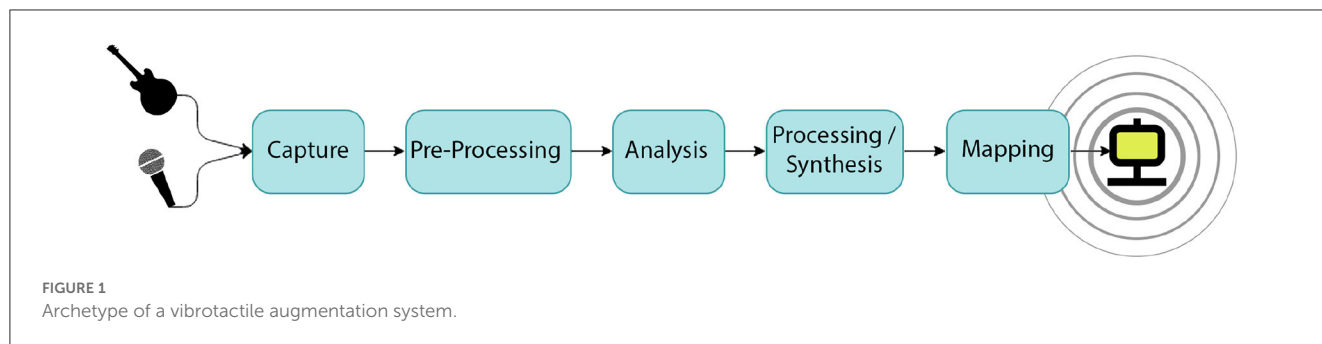 Capture
Pre-Processing
Analysis
Processing /
Synthesis
Mapping
FIGURE 1
Archetype of a vibrotactile augmentation system.